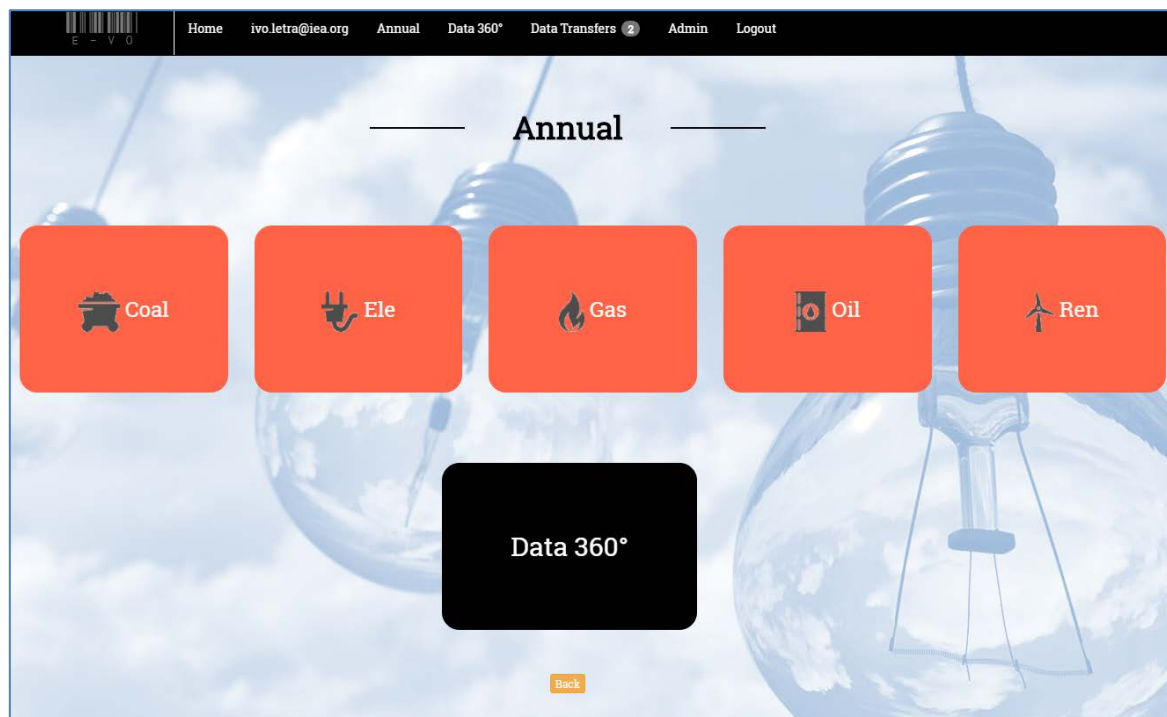 E-VO
Home ivo.letra@iea.org Annual Data 360° Data Transfers 2 Admin Logout
Annual
Coal Ele Gas Oil Ren
Data 360°
Back